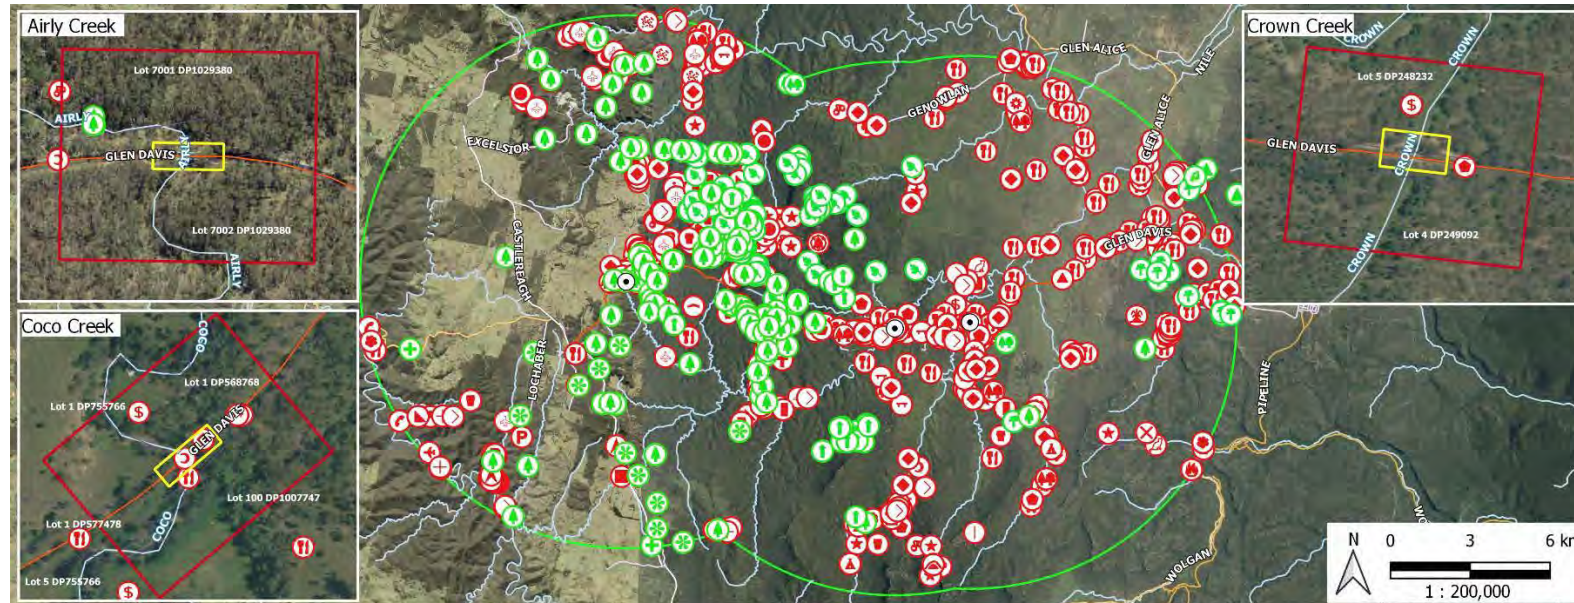 Airly Creek
Lot 7001 DP1029380
AIRLY
GLEN DAVIS
AIRLY
Lot 7002 DP1029380
AIRLY
Coco Creek
COCO
Lot 1 DP568768
Lot 1 DP755766
GLEN DAVIS
Lot 100 DP1007747
Lot 1 DP577478
COCO
Lot 5 DP755766
EXCELSIOR
CASTLEREAGH
LOCHABER
GENOWLAN
GLEN ALICE
NILE
GLEN ALICE
GLEN DAVIS
PIPELINE
WOLGAN
Crown Creek
CROWN
CROWN
Lot 5 DP248232
GLEN DAVIS
CROWN
Lot 4 DP249092
CROWN
N
0 3 6 km
1 : 200,000